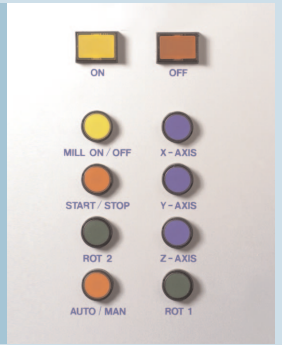 ON OFF
MILL ON / OFF X-AXIS
START / STOP Y-AXIS
ROT 2 Z-AXIS
AUTO / MAN ROT 1